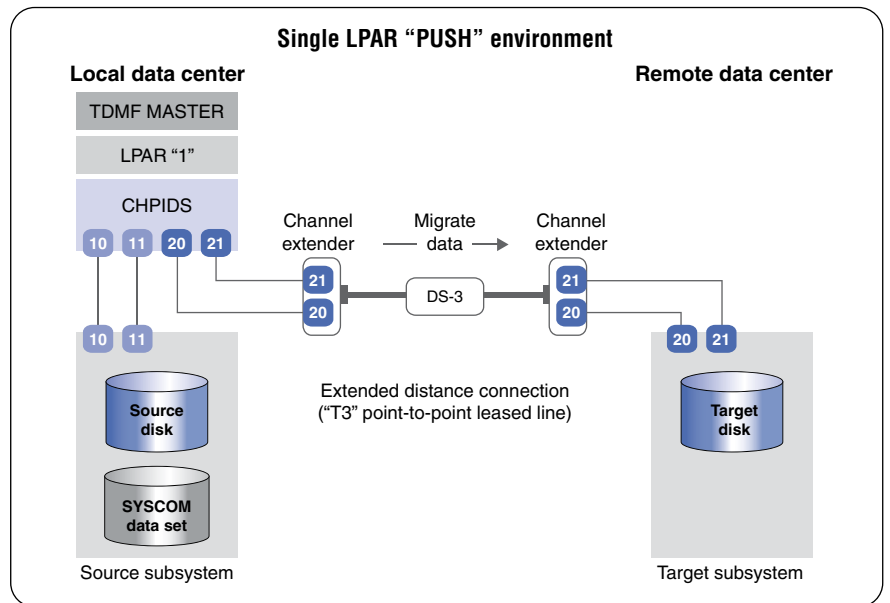 Single LPAR “PUSH” environment
Local data center
Remote data center
TDMF MASTER
LPAR “1”
CHPIDS
10
11
20
21
Channel
extender
Migrate
data
Channel
extender
21
20
DS-3
21
20
10
11
20
21
Source
disk
SYSCOM
data set
Extended distance connection
(“T3” point-to-point leased line)
Target
disk
Source subsystem
Target subsystem